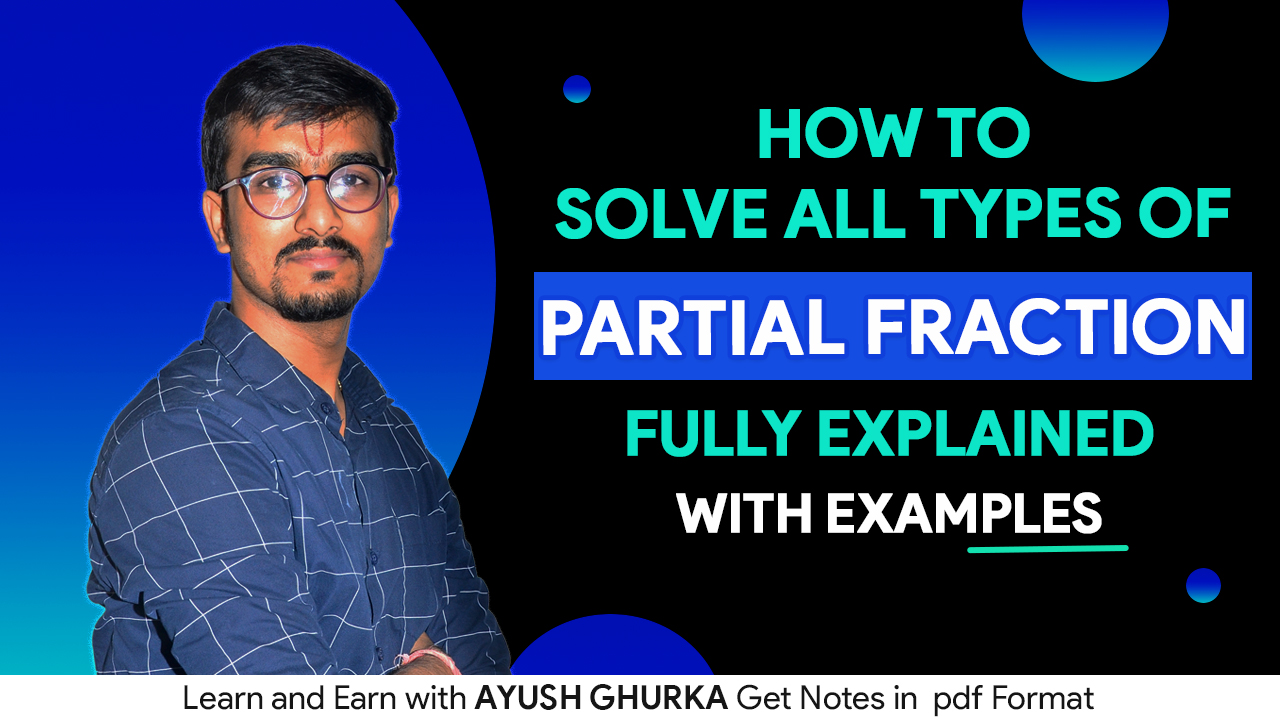 HOW TO
SOLVE ALL TYPES OF
PARTIAL FRACTION
FULLY EXPLAINED
WITH EXAMPLES
Learn and Earn with AYUSH GHURKA Get Notes in pdf Format